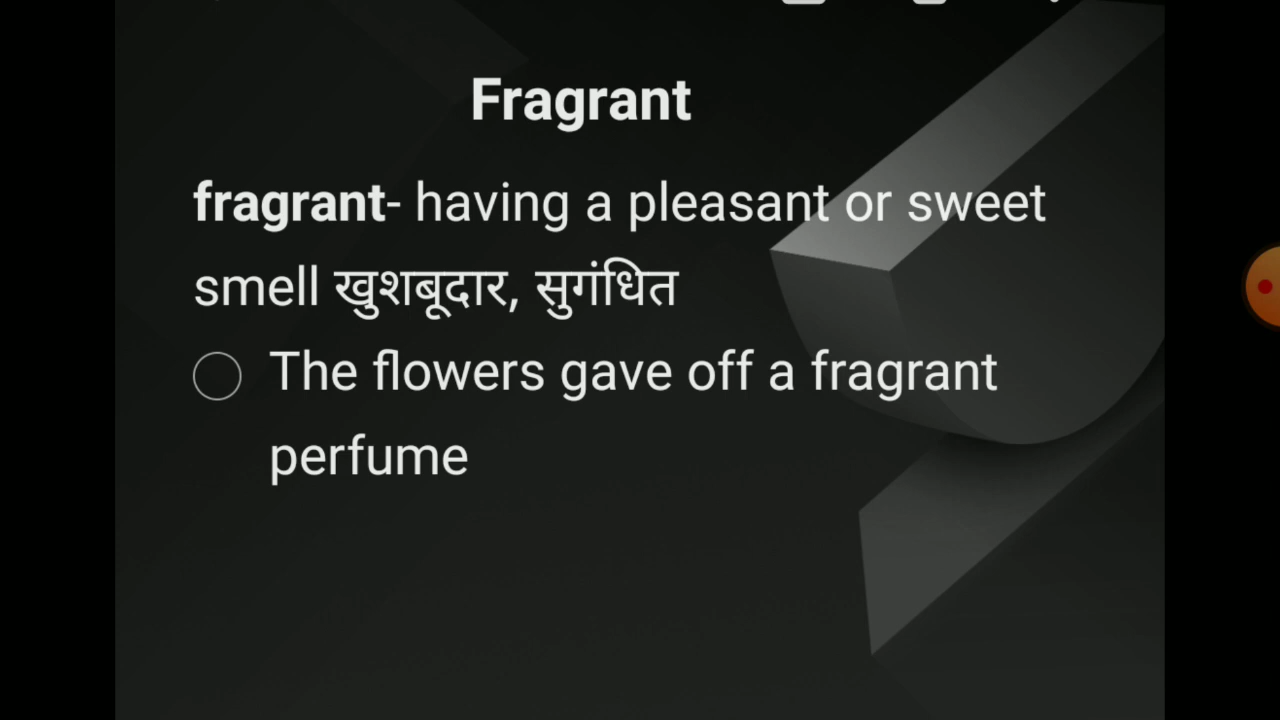 Fragrant
fragrant- having a pleasant or sweet
smell खुशबूदार, सुगंधित
The flowers gave off a fragrant
perfume